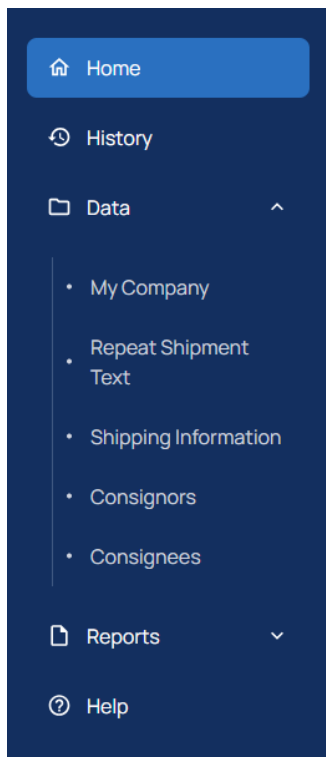 Home
History
Data
My Company
Repeat Shipment
Text
Shipping Information
Consignors
Consignees
Reports
Help